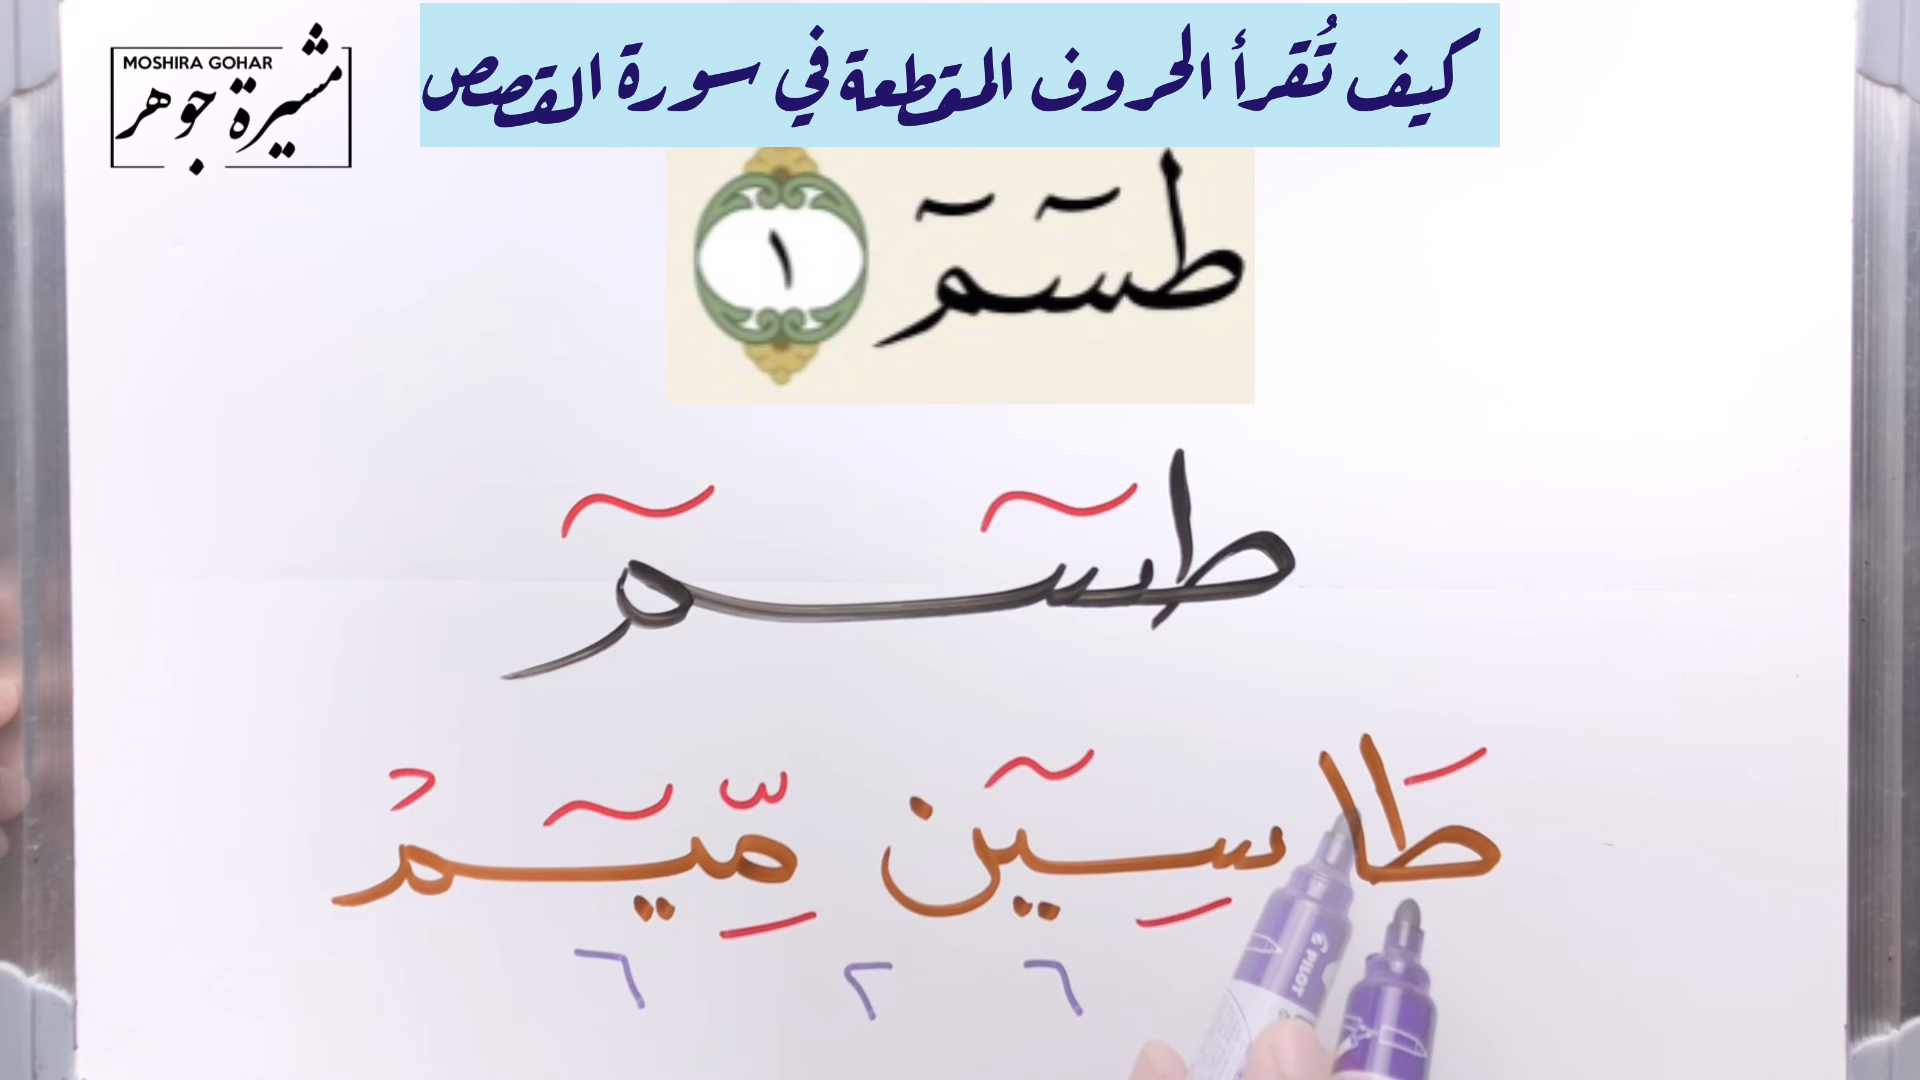 كيف تُقرأ الحروف المقطعة في سورة القصص
MOSHIRA GOHAR
مشيرة جوهر
طسٓمٓ ١
طسٓمٓ
طَا سِيٓن مِّيٓمْ
٦ ٢ ٦
PILOT